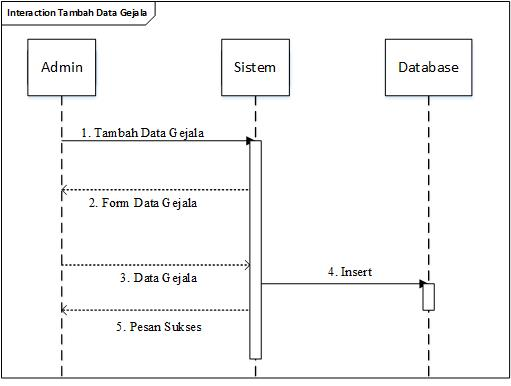 Interaction Tambah Data Gejala
Admin
Sistem
Database
1. Tambah Data Gejala
2. Form Data Gejala
3. Data Gejala
4. Insert
5. Pesan Sukses